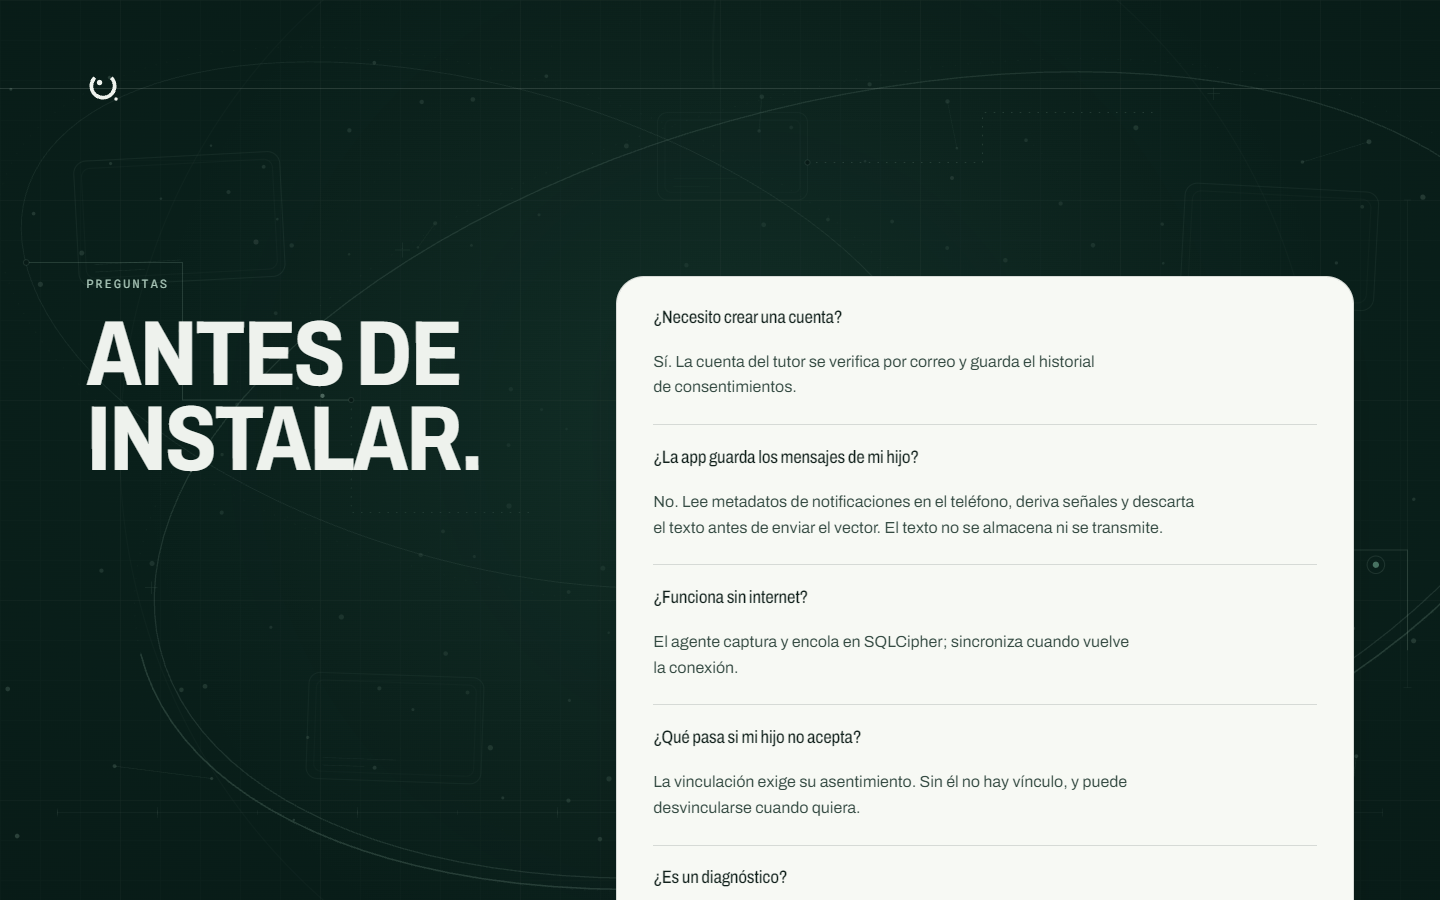 PREGUNTAS
ANTES DE
INSTALAR.
¿Necesito crear una cuenta?
Sí. La cuenta del tutor se verifica por correo y guarda el historial
de consentimientos.
¿La app guarda los mensajes de mi hijo?
No. Lee metadatos de notificaciones en el teléfono, deriva señales y descarta
el texto antes de enviar el vector. El texto no se almacena ni se transmite.
¿Funciona sin internet?
El agente captura y encola en SQLCipher; sincroniza cuando vuelve
la conexión.
¿Qué pasa si mi hijo no acepta?
La vinculación exige su asentimiento. Sin él no hay vínculo, y puede
desvincularse cuando quiera.
¿Es un diagnóstico?